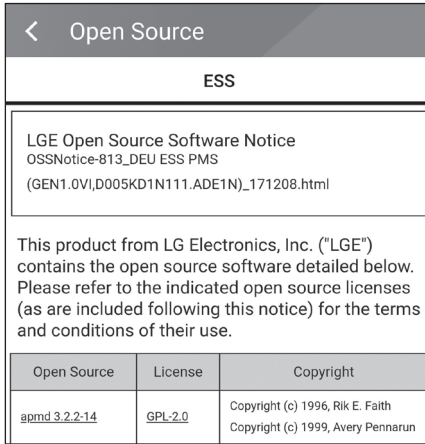 Open Source
ESS
LGE Open Source Software Notice
OSSNotice-813_DEU ESS PMS
(GEN1.0VI,D005KD1N111.ADE1N)_171208.html
This product from LG Electronics, Inc. ("LGE")
contains the open source software detailed below.
Please refer to the indicated open source licenses
(as are included following this notice) for the terms
and conditions of their use.
Open Source License Copyright
apmd 3.2.2-14 GPL-2.0 Copyright (c) 1996, Rik E. Faith
Copyright (c) 1999, Avery Pennarun